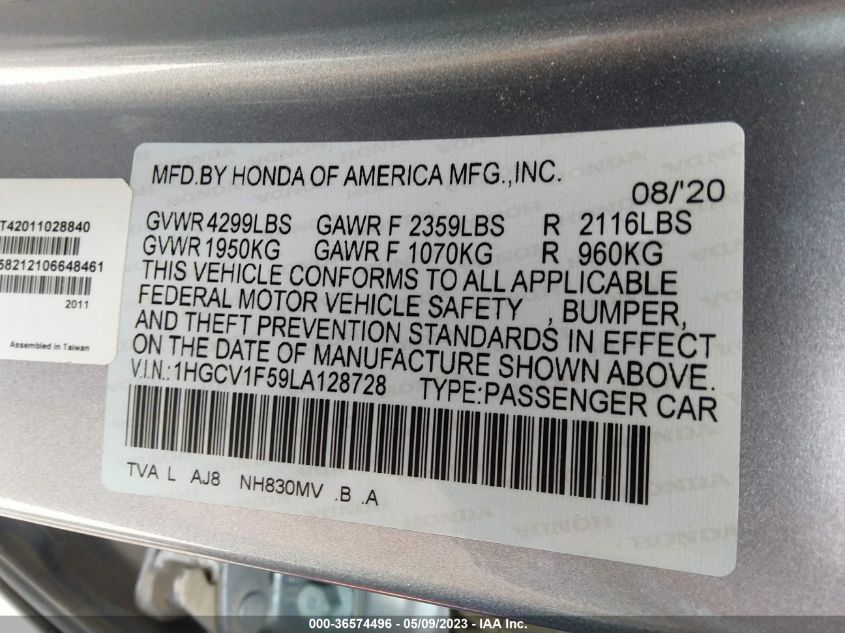 MFD.BY HONDA OF AMERICA MFG.,INC.
08/'20
GVWR 4299LBS GAWR F 2359LBS R 2116LBS
GVWR 1950KG GAWR F 1070KG R 960KG
THIS VEHICLE CONFORMS TO ALL APPLICABLE
FEDERAL MOTOR VEHICLE SAFETY , BUMPER,
AND THEFT PREVENTION STANDARDS IN EFFECT
ON THE DATE OF MANUFACTURE SHOWN ABOVE.
V.I.N.:1HGCV1F59LA128728 TYPE:PASSENGER CAR
TVA L AJ8 NH830MV .B .A
T42011028840
58212106648461
2011
Assembled in Taiwan
000-36574496 - 05/09/2023 - IAA Inc.